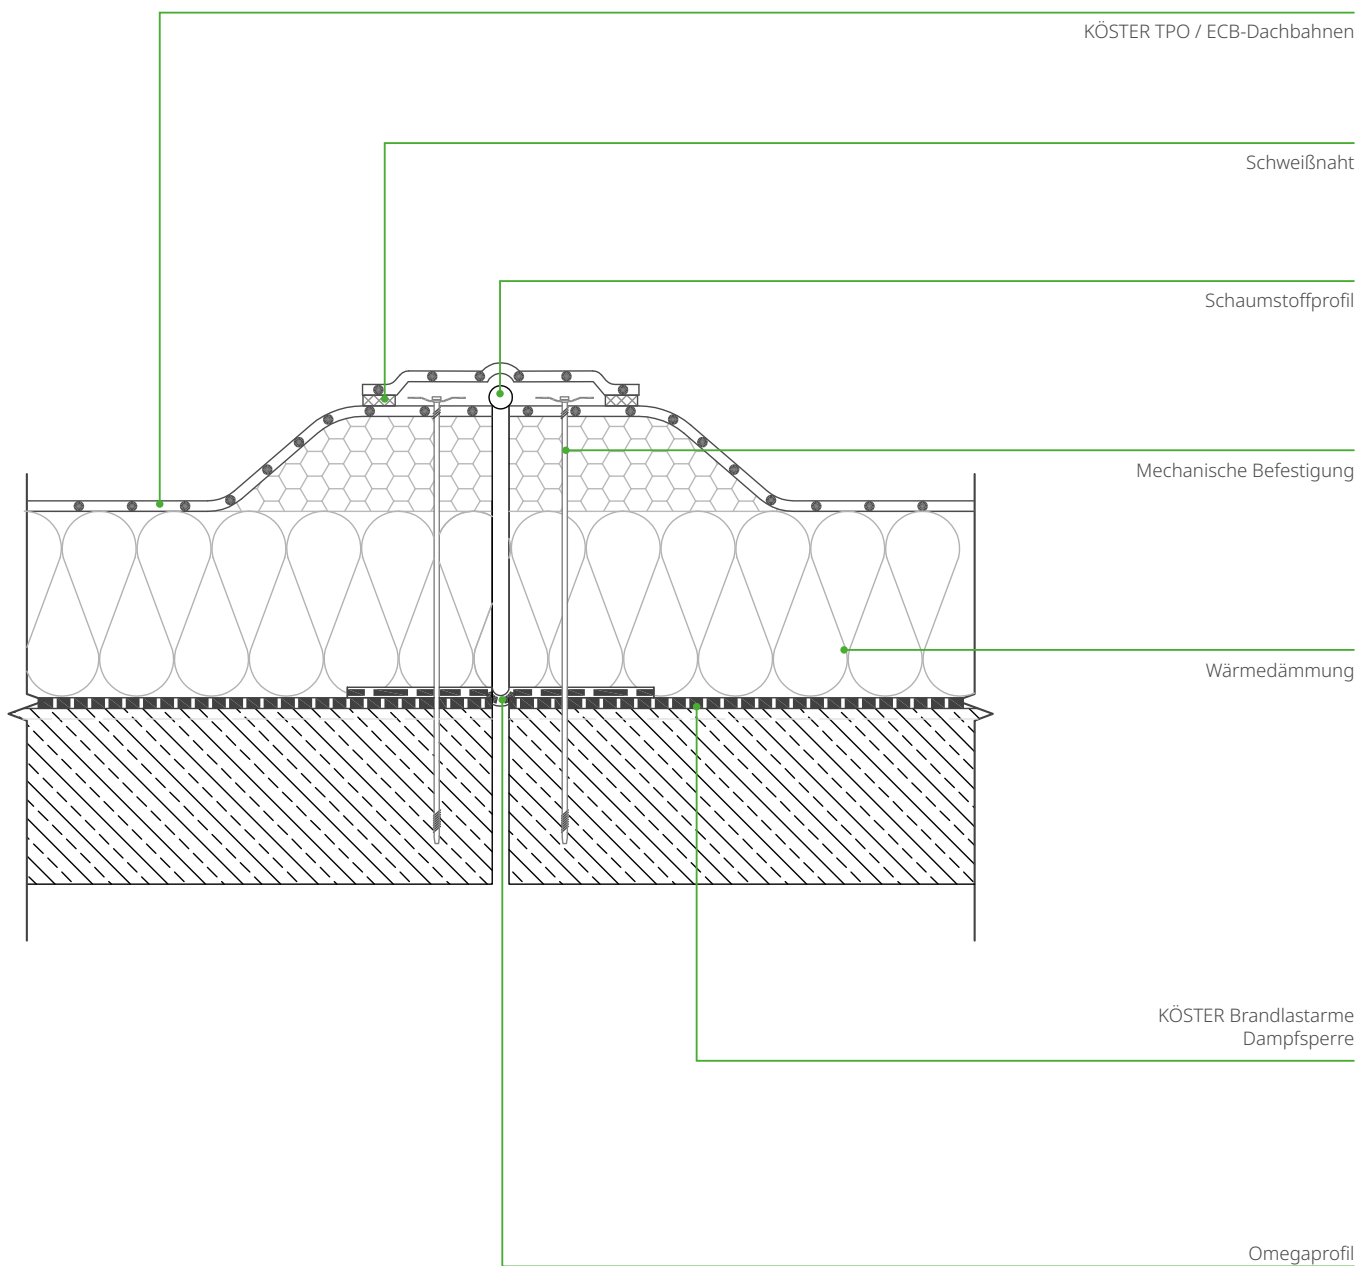 KÖSTER TPO / ECB-Dachbahnen
Schweißnaht
Schaumstoffprofil
Mechanische Befestigung
Wärmedämmung
KÖSTER Brandlastarme
Dampfsperre
Omegaprofil